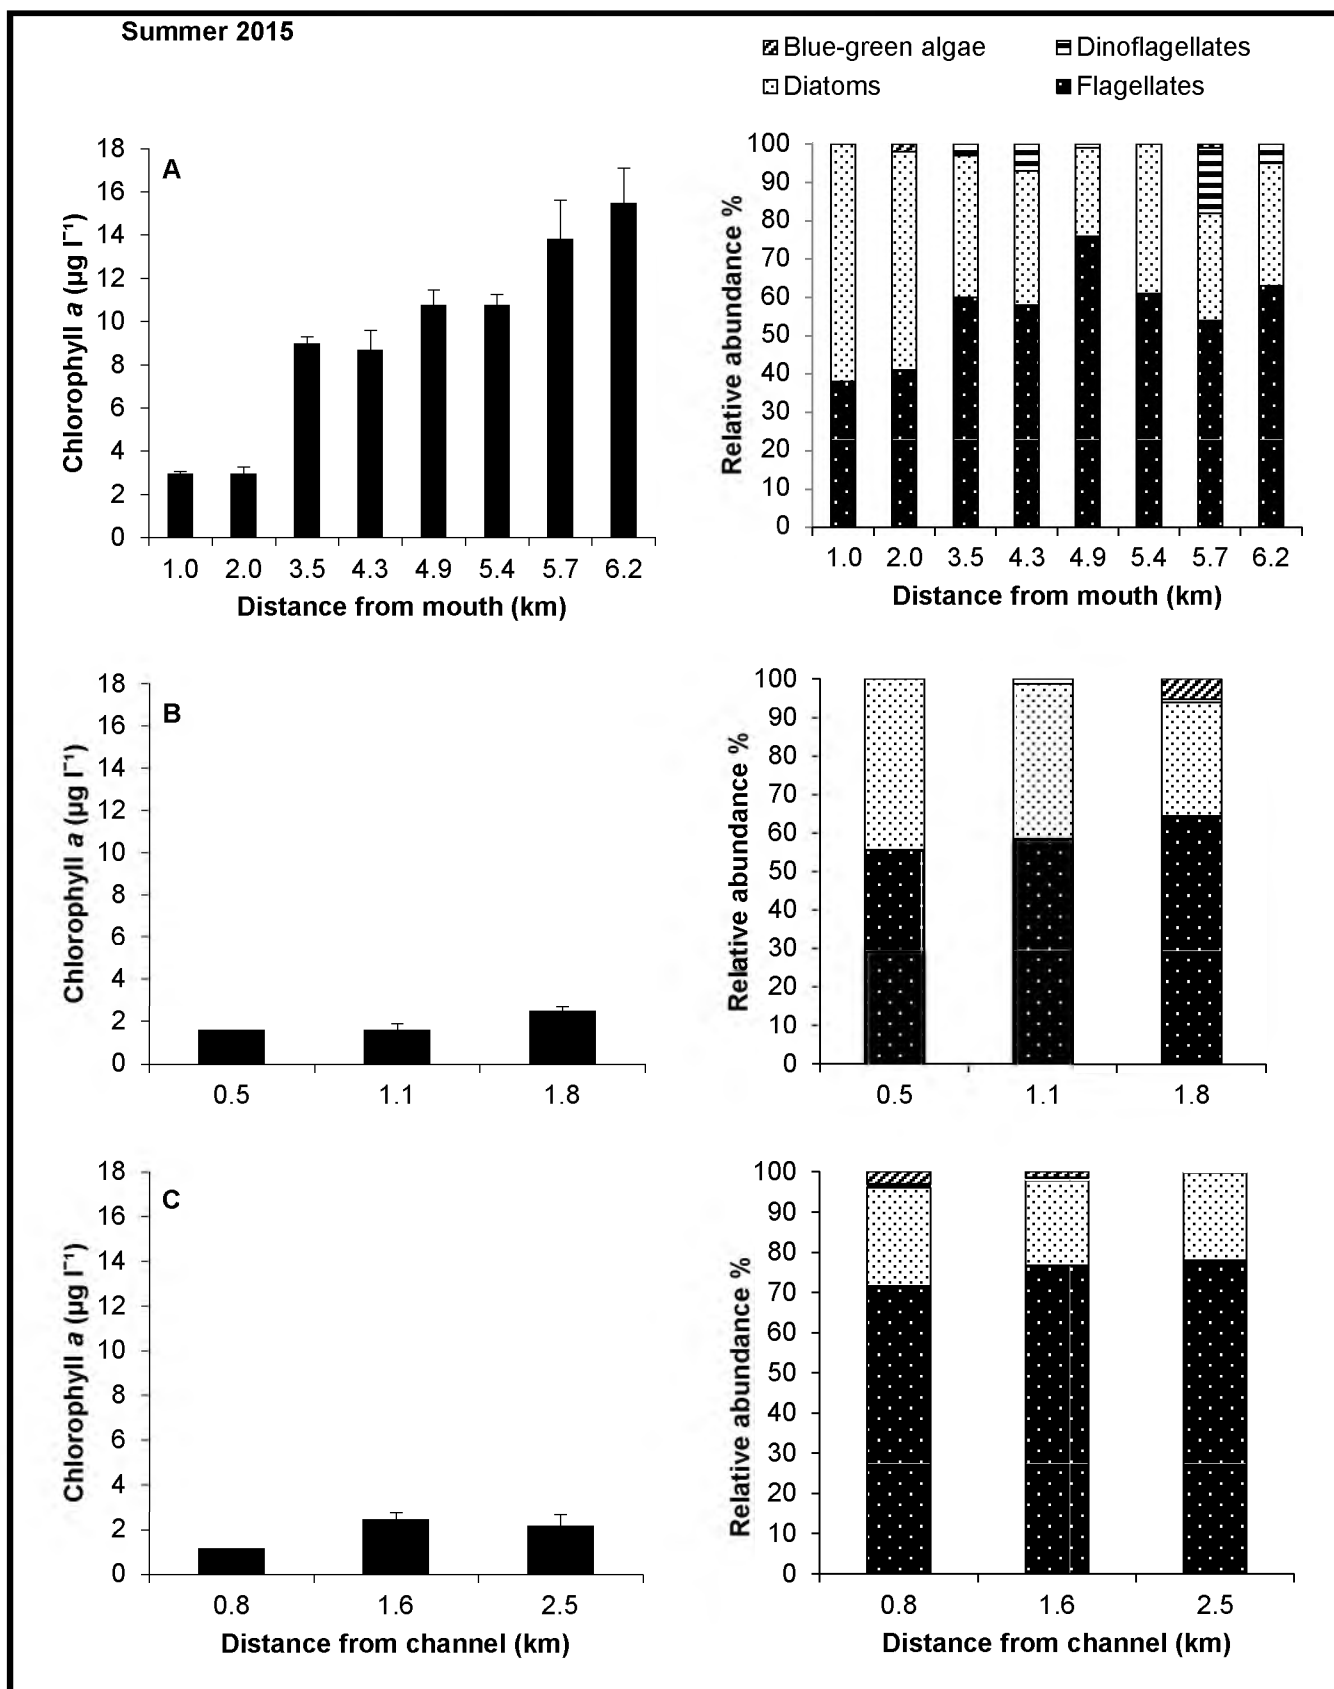 Summer 2015
Blue-green algae
Dinoflagellates
Diatoms
Flagellates
A
Chlorophyll a (µg l⁻¹)
18
16
14
12
10
8
6
4
2
0
1.0 2.0 3.5 4.3 4.9 5.4 5.7 6.2
Distance from mouth (km)
Relative abundance %
100
90
80
70
60
50
40
30
20
10
0
1.0 2.0 3.5 4.3 4.9 5.4 5.7 6.2
Distance from mouth (km)
B
Chlorophyll a (µg l⁻¹)
18
16
14
12
10
8
6
4
2
0
0.5 1.1 1.8
Relative abundance %
100
90
80
70
60
50
40
30
20
10
0
0.5 1.1 1.8
C
Chlorophyll a (µg l⁻¹)
18
16
14
12
10
8
6
4
2
0
0.8 1.6 2.5
Distance from channel (km)
Relative abundance %
100
90
80
70
60
50
40
30
20
10
0
0.8 1.6 2.5
Distance from channel (km)